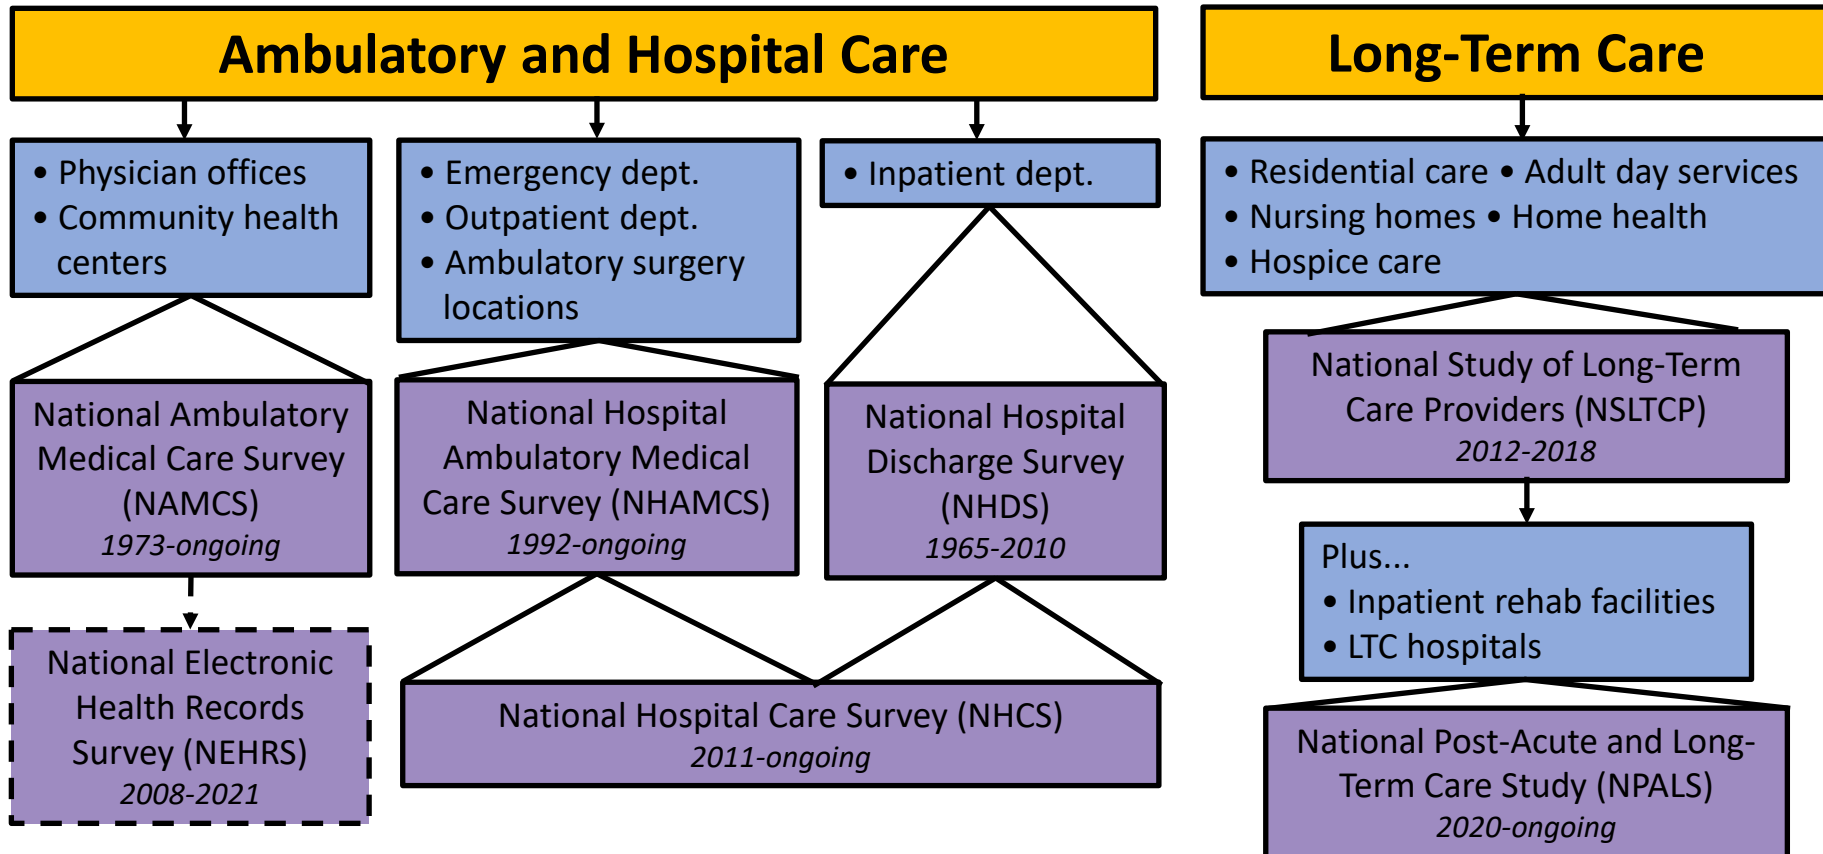 Ambulatory and Hospital Care
• Physician offices
• Community health
centers
• Emergency dept.
• Outpatient dept.
• Ambulatory surgery
locations
• Inpatient dept.
National Ambulatory
Medical Care Survey
(NAMCS)
1973-ongoing
National Hospital
Ambulatory Medical
Care Survey (NHAMCS)
1992-ongoing
National Hospital
Discharge Survey
(NHDS)
1965-2010
National Electronic
Health Records
Survey (NEHRS)
2008-2021
National Hospital Care Survey (NHCS)
2011-ongoing
Long-Term Care
• Residential care • Adult day services
• Nursing homes • Home health
• Hospice care
National Study of Long-Term
Care Providers (NSLTCP)
2012-2018
Plus...
• Inpatient rehab facilities
• LTC hospitals
National Post-Acute and Long-
Term Care Study (NPALS)
2020-ongoing